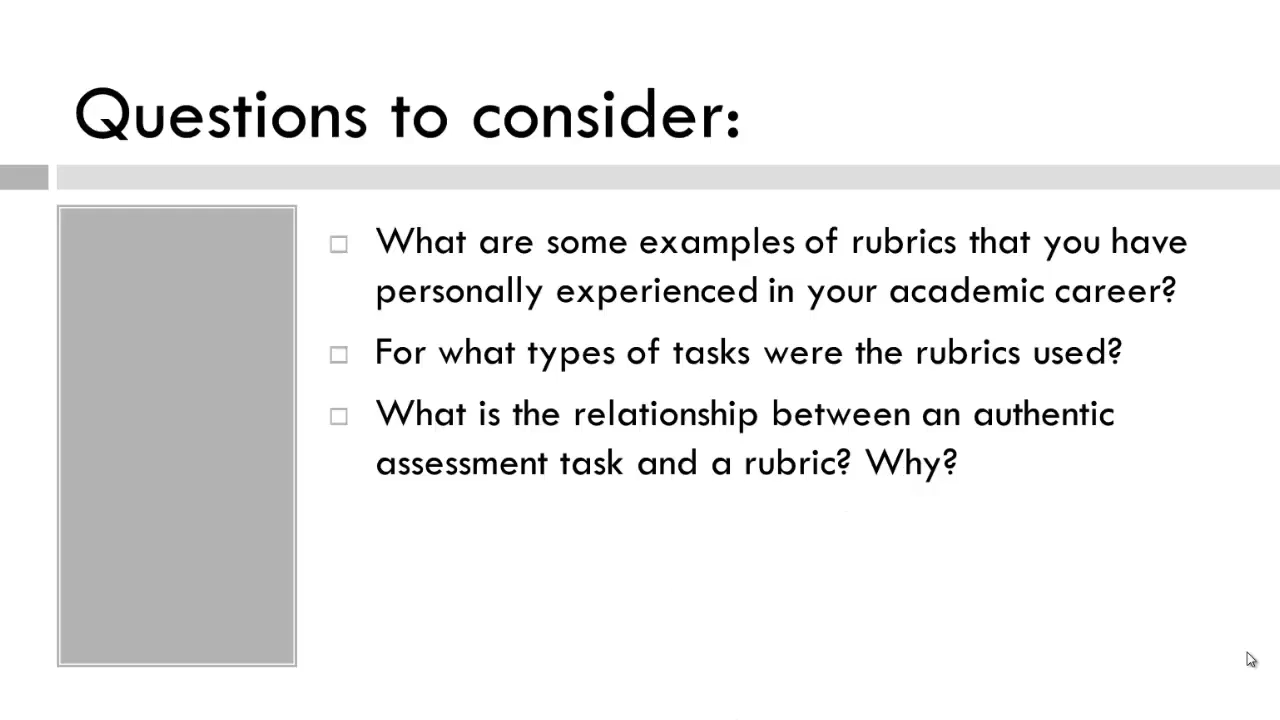 Questions to consider:
What are some examples of rubrics that you have
personally experienced in your academic career?
For what types of tasks were the rubrics used?
What is the relationship between an authentic
assessment task and a rubric? Why?